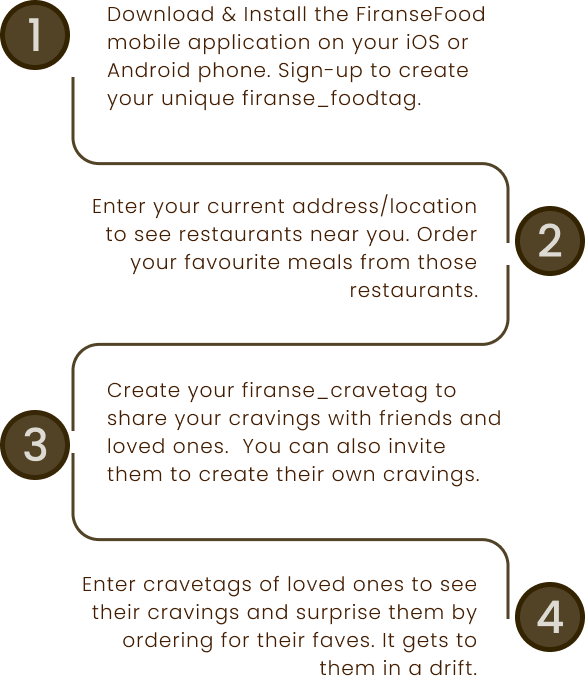 1
Download & Install the FiranseFood
mobile application on your iOS or
Android phone. Sign-up to create
your unique firanse_foodtag.
Enter your current address/location
to see restaurants near you. Order
your favourite meals from those
restaurants.
2
Create your firanse_cravetag to
share your cravings with friends and
loved ones.  You can also invite
them to create their own cravings.
3
Enter cravetags of loved ones to see
their cravings and surprise them by
ordering for their faves. It gets to
them in a drift.
4